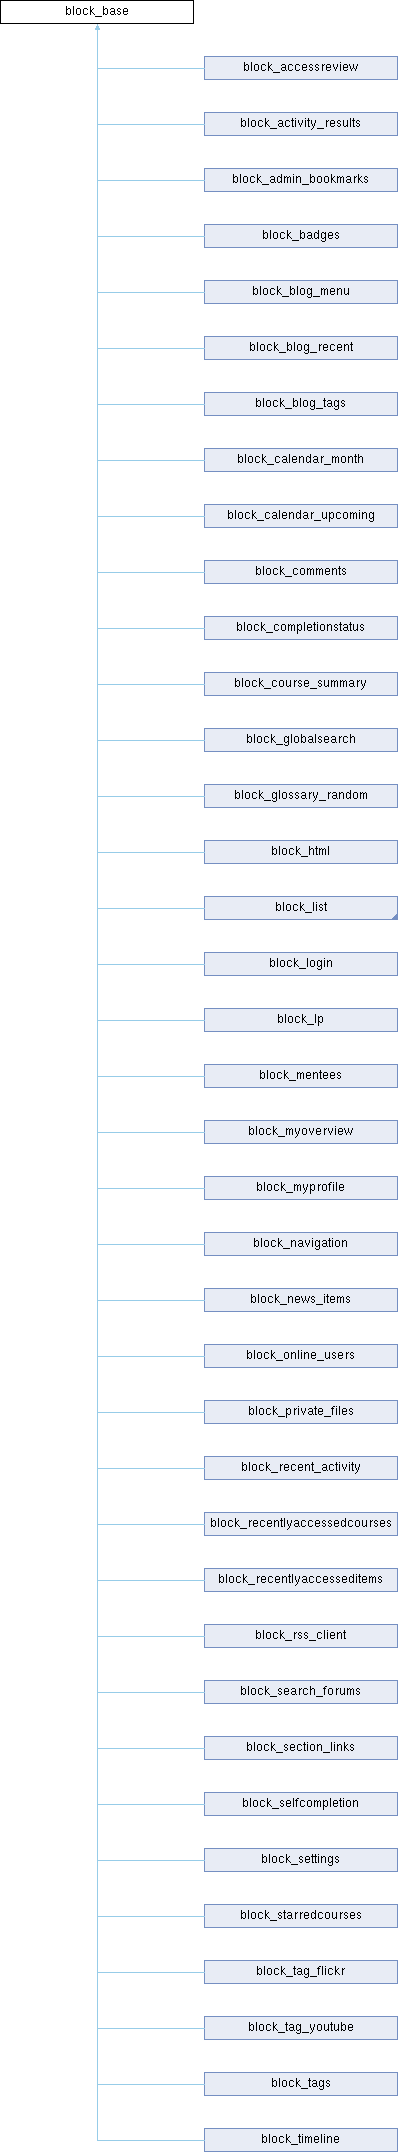 block_base
block_accessreview
block_activity_results
block_admin_bookmarks
block_badges
block_blog_menu
block_blog_recent
block_blog_tags
block_calendar_month
block_calendar_upcoming
block_comments
block_completionstatus
block_course_summary
block_globalsearch
block_glossary_random
block_html
block_list
block_login
block_lp
block_mentees
block_myoverview
block_myprofile
block_navigation
block_news_items
block_online_users
block_private_files
block_recent_activity
block_recentlyaccessedcourses
block_recentlyaccesseditems
block_rss_client
block_search_forums
block_section_links
block_selfcompletion
block_settings
block_starredcourses
block_tag_flickr
block_tag_youtube
block_tags
block_timeline